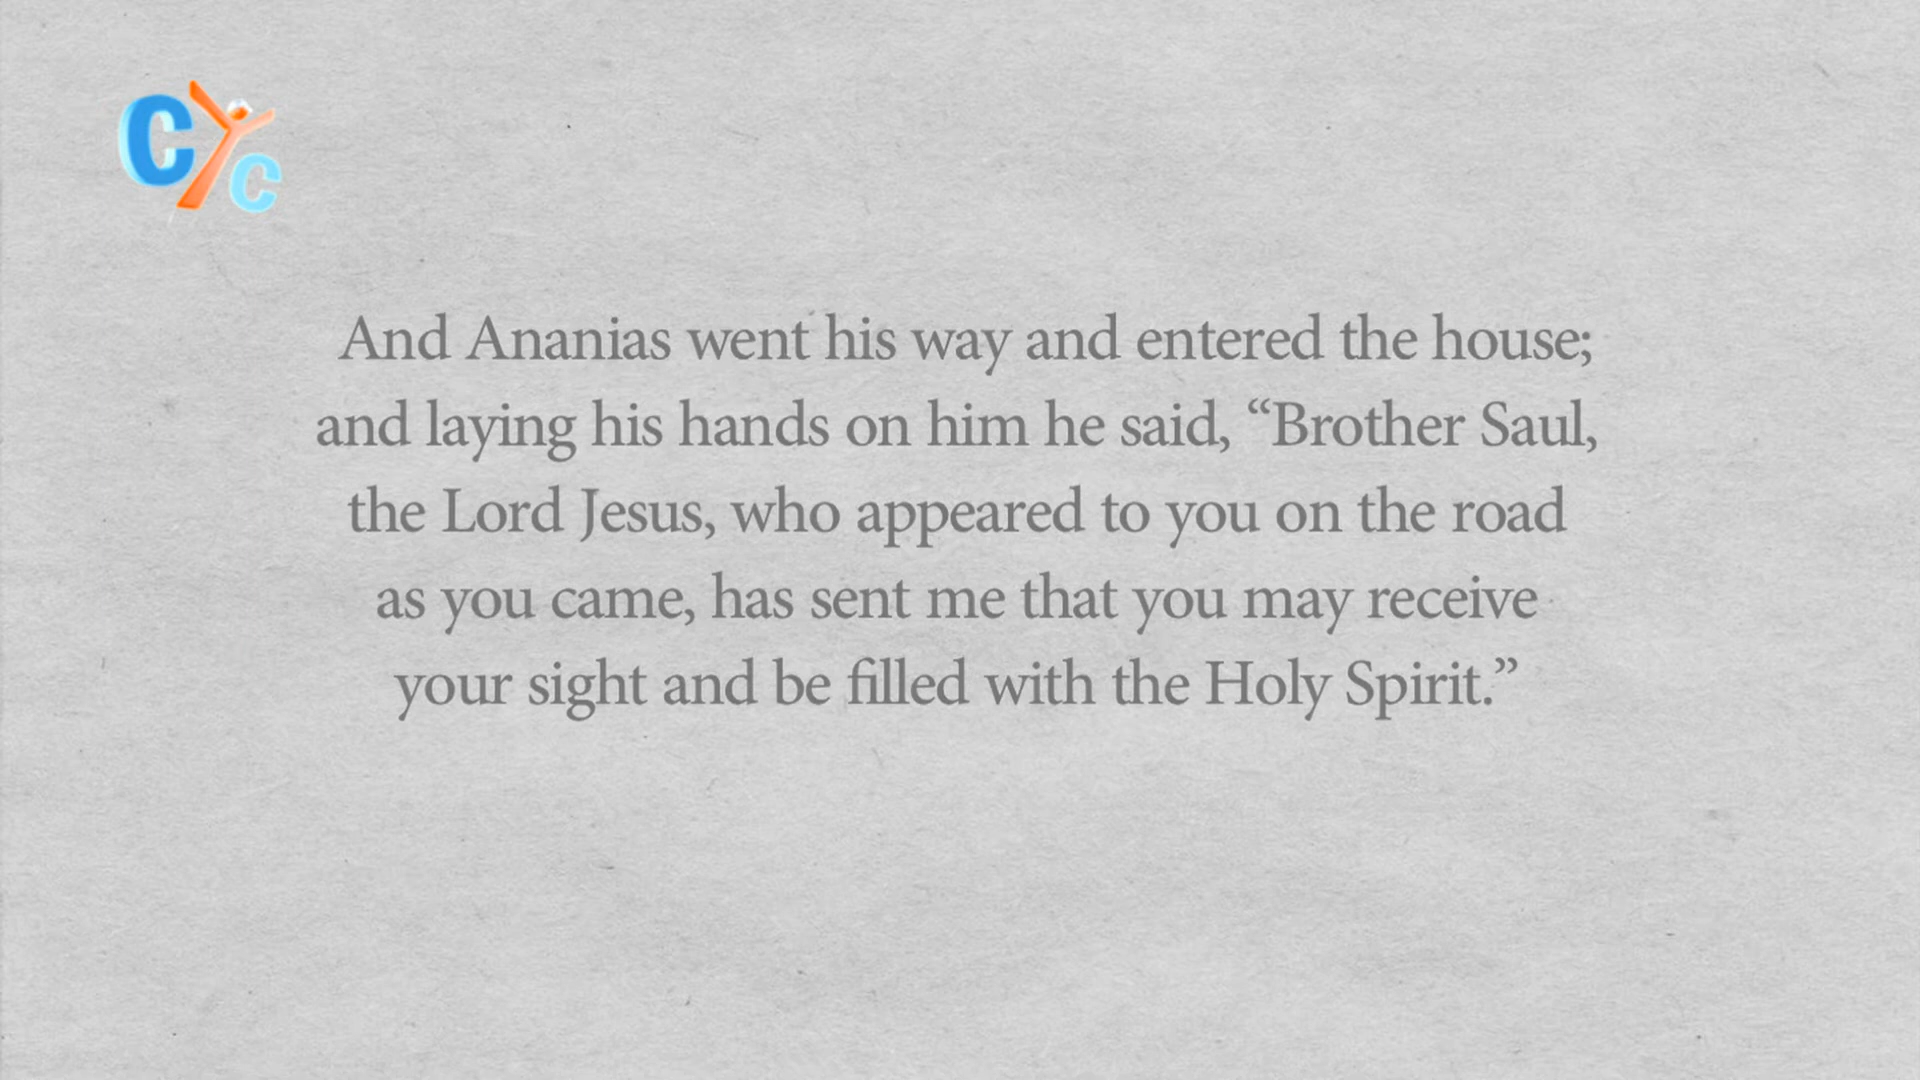 CYC
And Ananias went his way and entered the house;
and laying his hands on him he said, “Brother Saul,
the Lord Jesus, who appeared to you on the road
as you came, has sent me that you may receive
your sight and be filled with the Holy Spirit.”